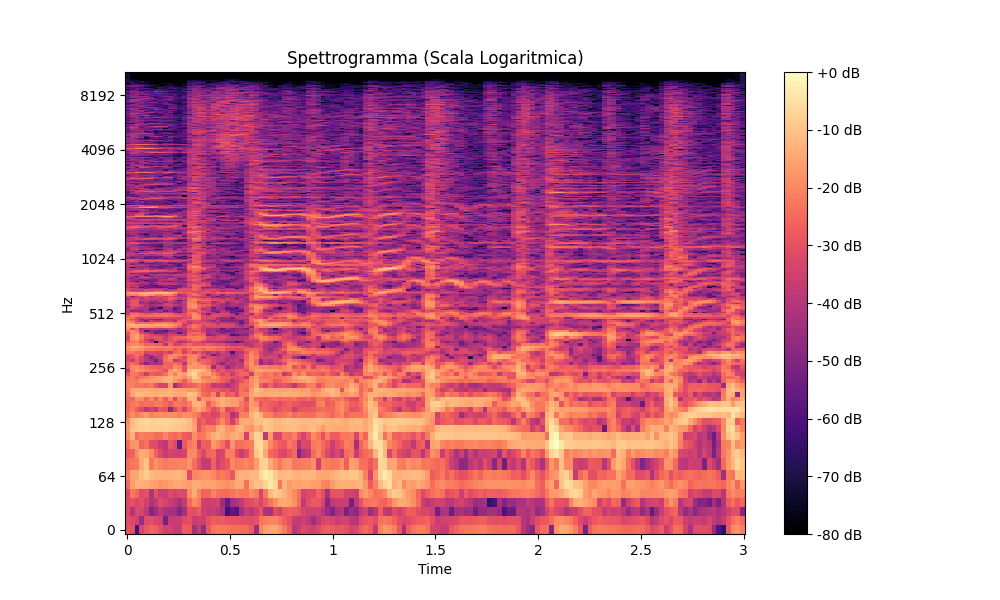 Spettrogramma (Scala Logaritmica)
Hz
8192
4096
2048
1024
512
256
128
64
0
0
0.5
1
1.5
2
2.5
3
Time
+0 dB
-10 dB
-20 dB
-30 dB
-40 dB
-50 dB
-60 dB
-70 dB
-80 dB